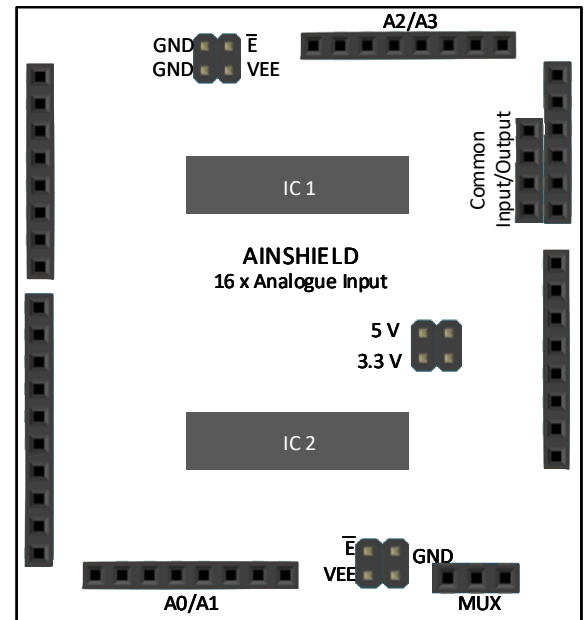 A2/A3
GND E̅
GND VEE
Common
Input/Output
IC 1
AINSHIELD
16 x Analogue Input
5 V
3.3 V
IC 2
E̅ GND
VEE
A0/A1
MUX